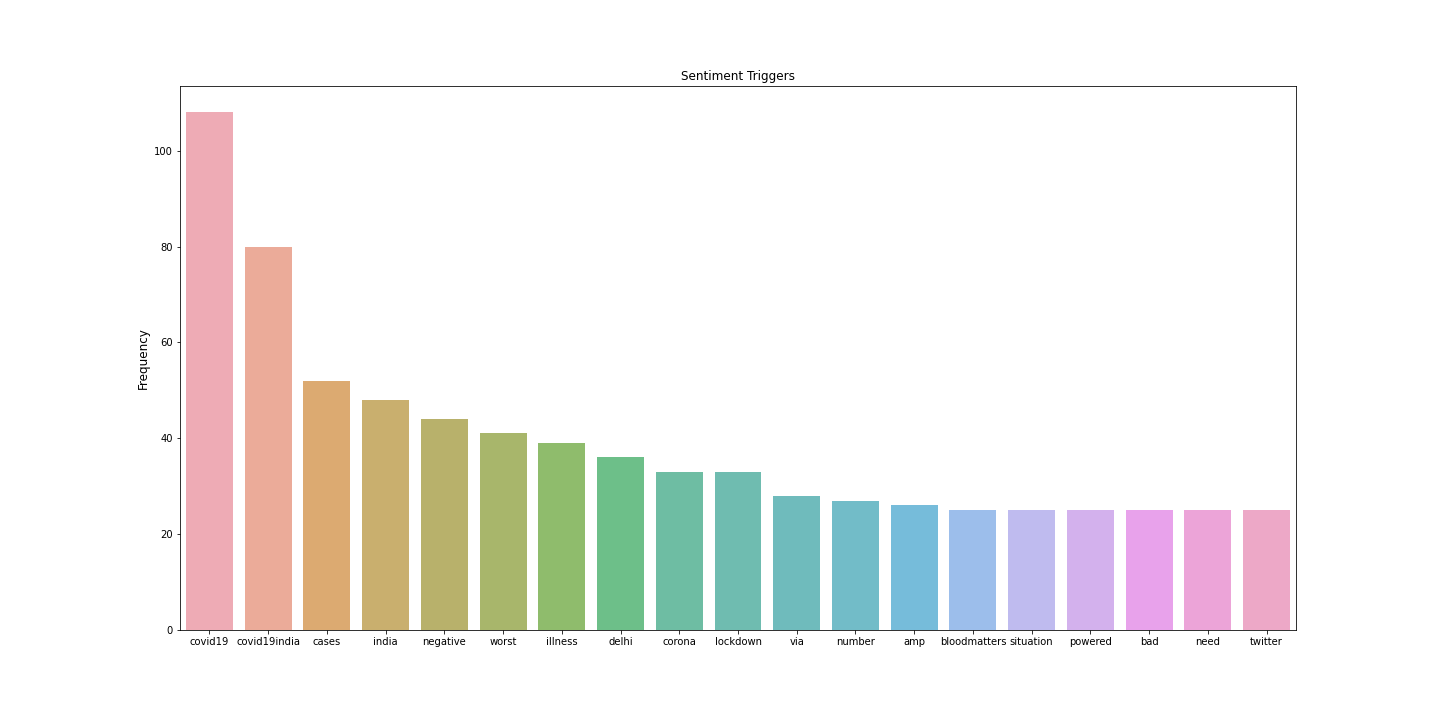 Sentiment Triggers
Frequency
100
80
60
40
20
0
covid19 covid19india cases india negative worst illness delhi corona lockdown via number amp bloodmatters situation powered bad need twitter